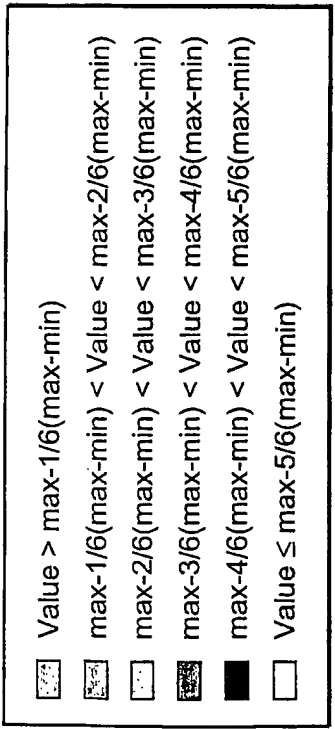 Value > max-1/6(max-min)
max-1/6(max-min) < Value < max-2/6(max-min)
max-2/6(max-min) < Value < max-3/6(max-min)
max-3/6(max-min) < Value < max-4/6(max-min)
max-4/6(max-min) < Value < max-5/6(max-min)
Value ≤ max-5/6(max-min)